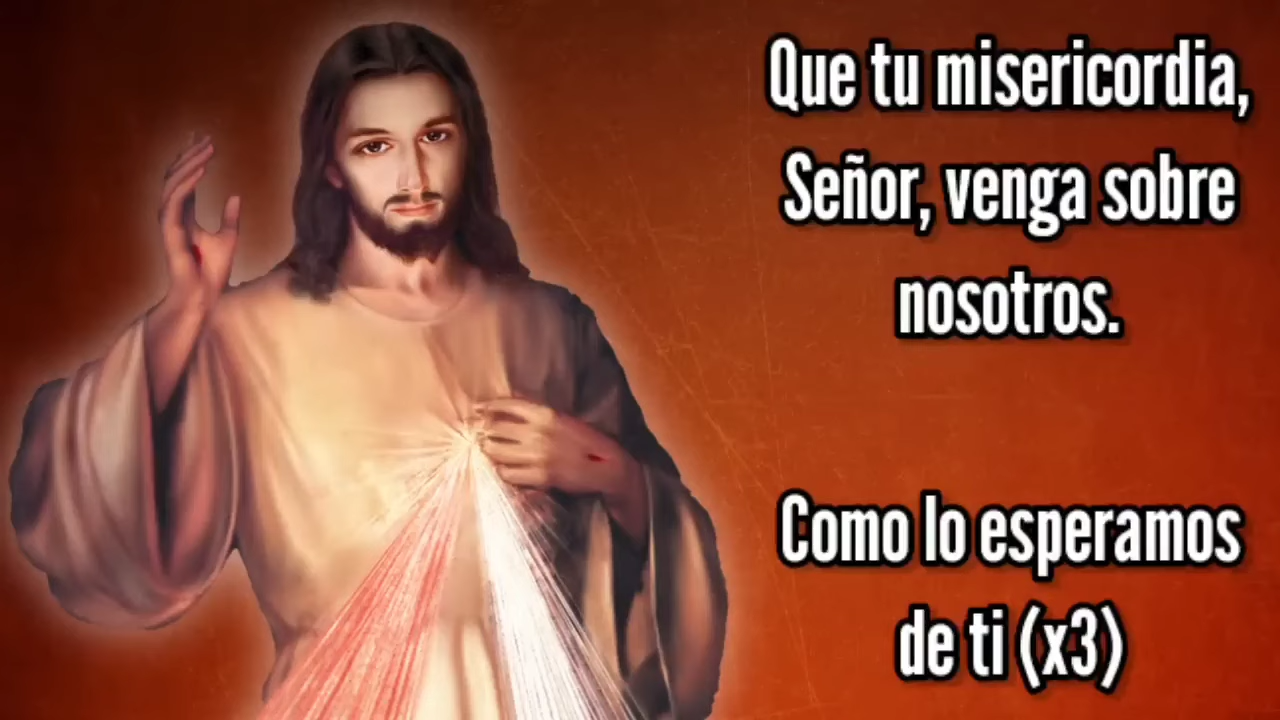 Que tu misericordia,
Señor, venga sobre
nosotros.
Como lo esperamos
de ti (x3)